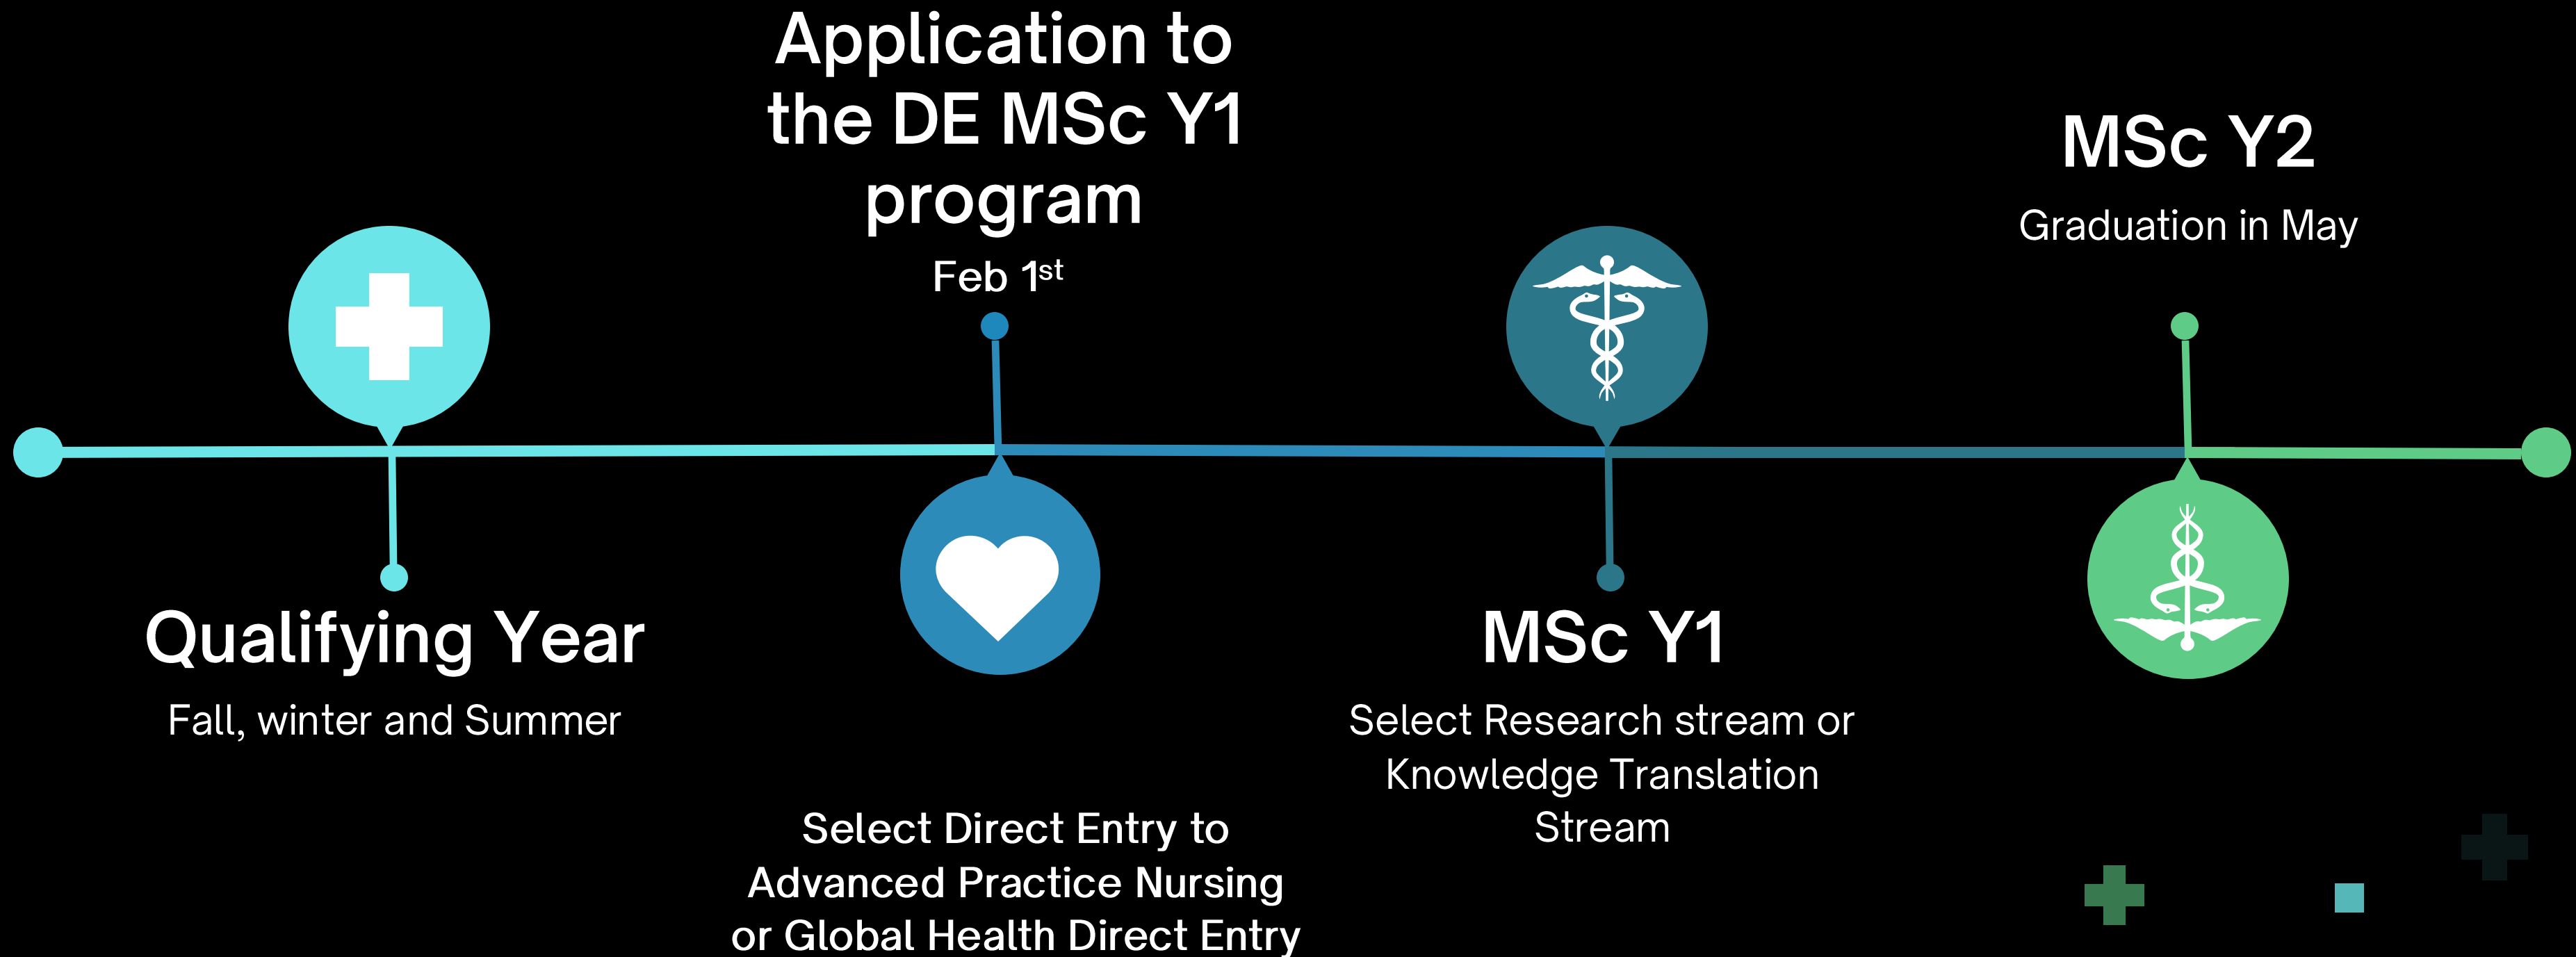 Qualifying Year
Fall, winter and Summer
Application to
the DE MSc Y1
program
Feb 1st
Select Direct Entry to
Advanced Practice Nursing
or Global Health Direct Entry
MSc Y1
Select Research stream or
Knowledge Translation
Stream
MSc Y2
Graduation in May